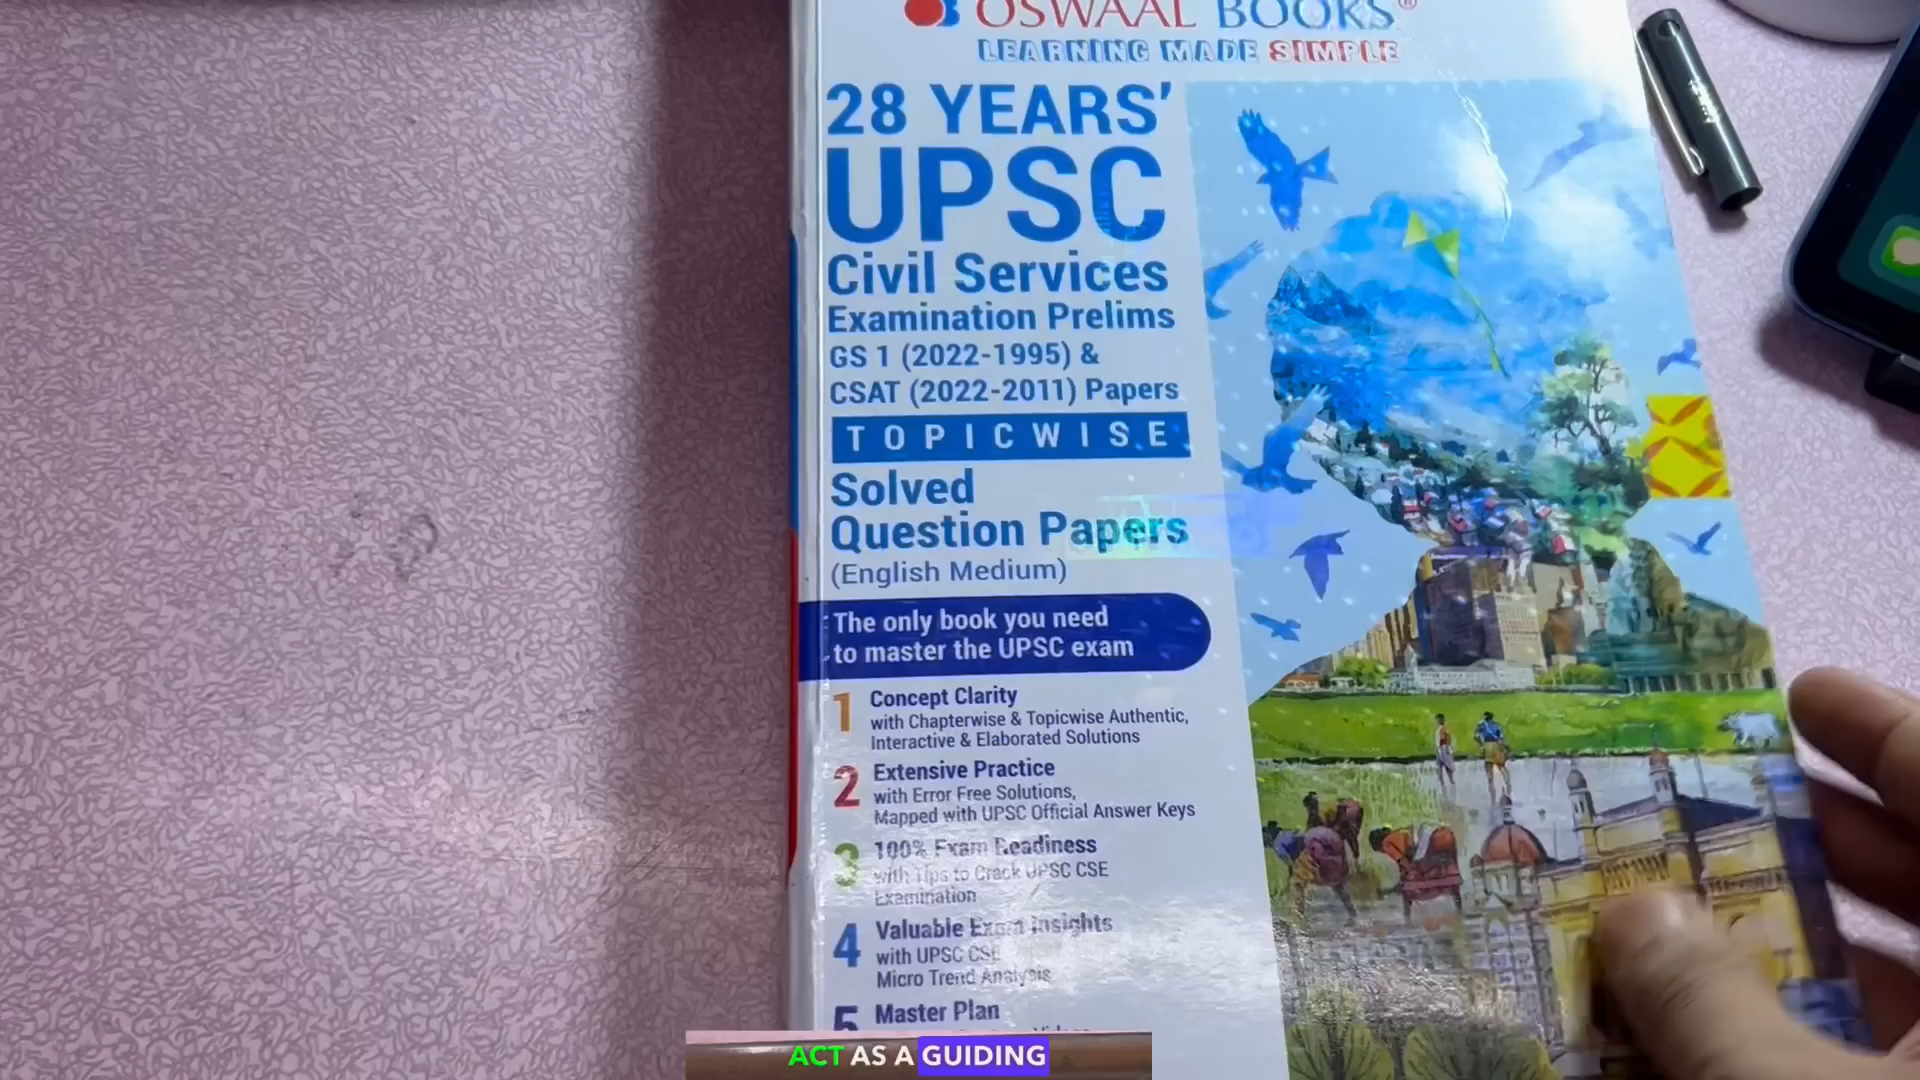 OSWAAL BOOKS®
LEARNING MADE SIMPLE
28 YEARS'
UPSC
Civil Services
Examination Prelims
GS 1 (2022-1995) &
CSAT (2022-2011) Papers
TOPICWISE
Solved
Question Papers
(English Medium)
The only book you need
to master the UPSC exam
1 Concept Clarity
with Chapterwise & Topicwise Authentic,
Interactive & Elaborated Solutions
2 Extensive Practice
with Error Free Solutions,
Mapped with UPSC Official Answer Keys
3 100% Exam Readiness
with Tips to Crack UPSC CSE
Examination
4 Valuable Exam Insights
with UPSC CSE
Micro Trend Analysis
5 Master Plan
ACT AS A GUIDING